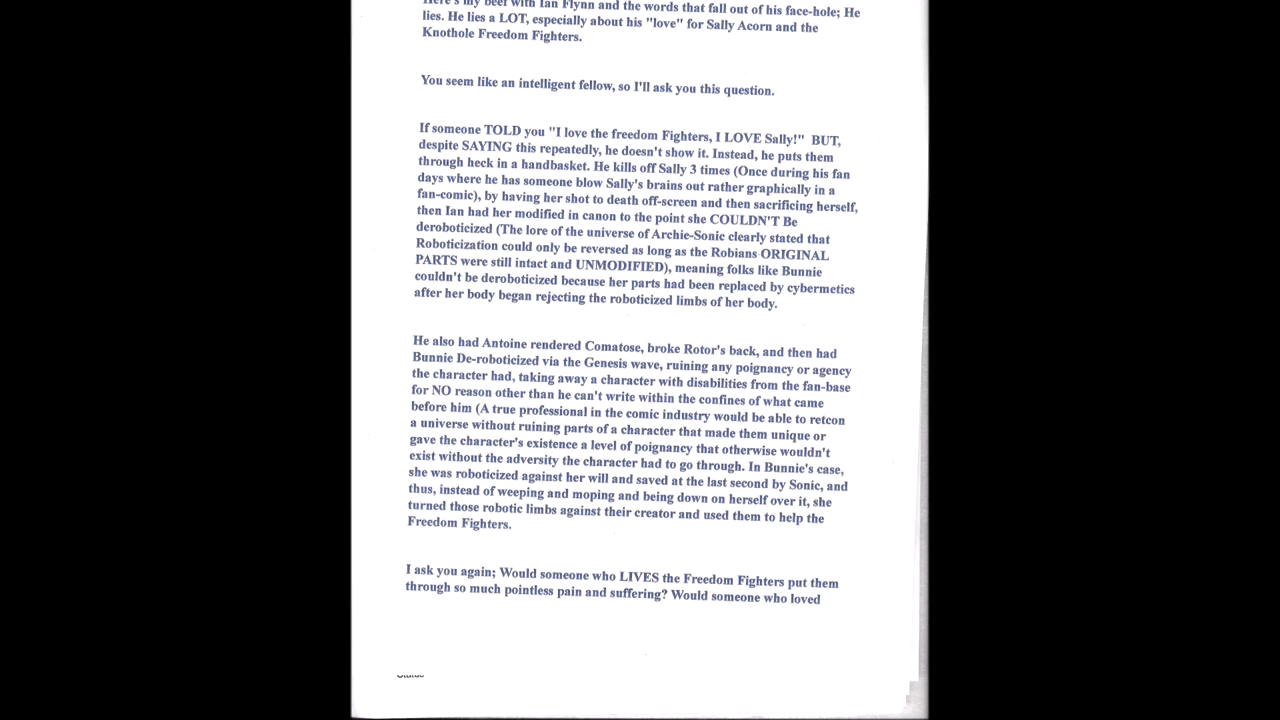 Here's my beef with Ian Flynn and the words that fall out of his face-hole; He
lies. He lies a LOT, especially about his "love" for Sally Acorn and the
Knothole Freedom Fighters.
You seem like an intelligent fellow, so I'll ask you this question.
If someone TOLD you "I love the freedom Fighters, I LOVE Sally!" BUT,
despite SAYING this repeatedly, he doesn't show it. Instead, he puts them
through heck in a handbasket. He kills off Sally 3 times (Once during his fan
days where he has someone blow Sally's brains out rather graphically in a
fan-comic), by having her shot to death off-screen and then sacrificing herself,
then Ian had her modified in canon to the point she COULDN'T Be
deroboticized (The lore of the universe of Archie-Sonic clearly stated that
Roboticization could only be reversed as long as the Robians ORIGINAL
PARTS were still intact and UNMODIFIED), meaning folks like Bunnie
couldn't be deroboticized because her parts had been replaced by cybermetics
after her body began rejecting the roboticized limbs of her body.
He also had Antoine rendered Comatose, broke Rotor's back, and then had
Bunnie De-roboticized via the Genesis wave, ruining any poignancy or agency
the character had, taking away a character with disabilities from the fan-base
for NO reason other than he can't write within the confines of what came
before him (A true professional in the comic industry would be able to retcon
a universe without ruining parts of a character that made them unique or
gave the character's existence a level of poignancy that otherwise wouldn't
exist without the adversity the character had to go through. In Bunnie's case,
she was roboticized against her will and saved at the last second by Sonic, and
thus, instead of weeping and moping and being down on herself over it, she
turned those robotic limbs against their creator and used them to help the
Freedom Fighters.
I ask you again; Would someone who LIVES the Freedom Fighters put them
through so much pointless pain and suffering? Would someone who loved